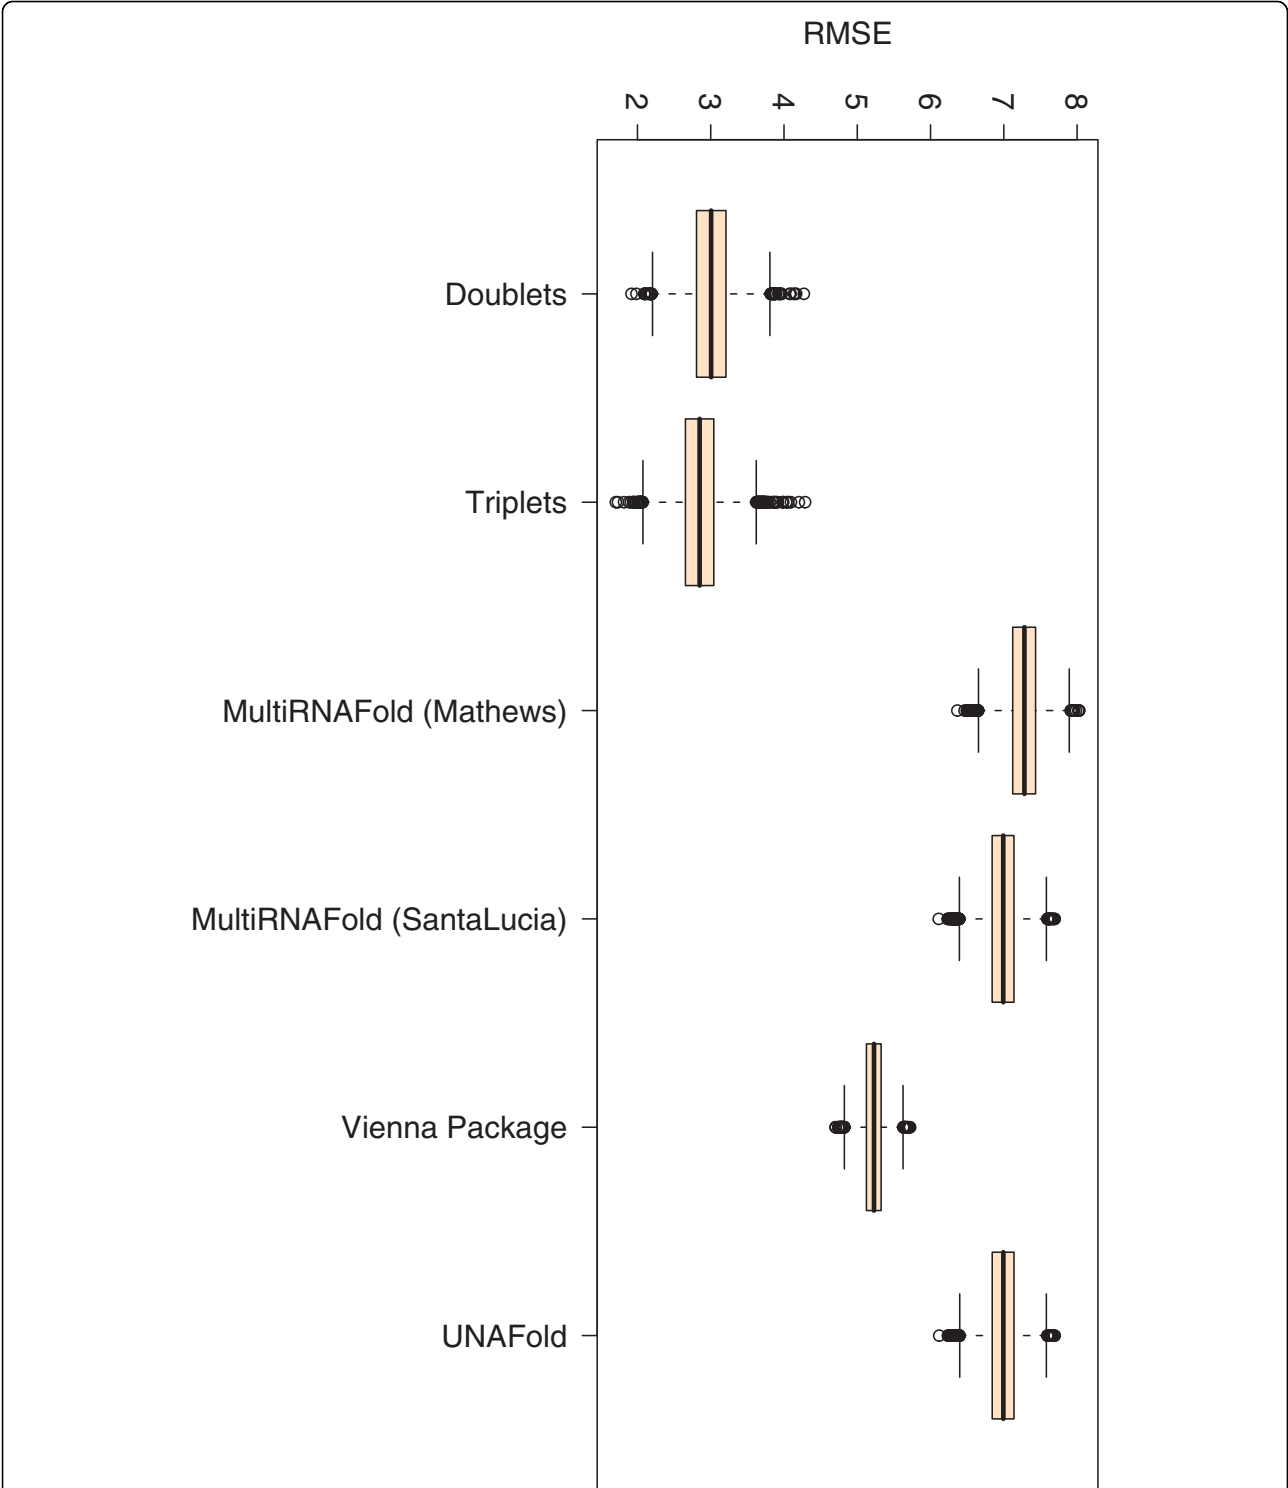 RMSE
2 3 4 5 6 7 8
Doublets
Triplets
MultiRNAFold (Mathews)
MultiRNAFold (SantaLucia)
Vienna Package
UNAFold